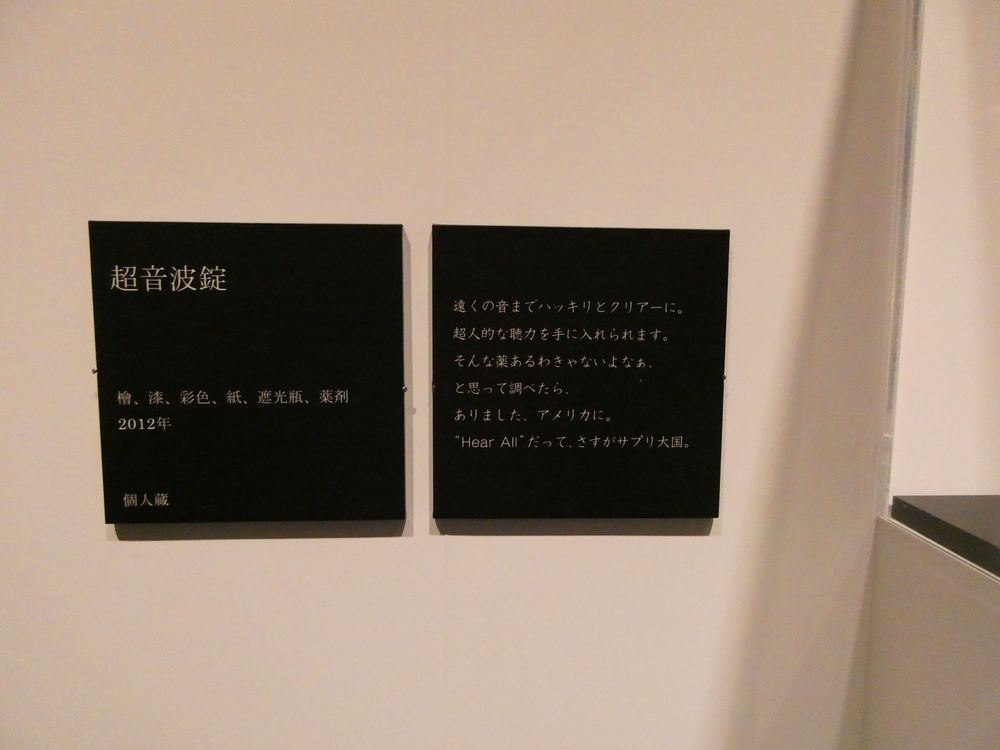 超音波錠
檜、漆、彩色、紙、遮光瓶、薬剤
2012年
個人蔵
遠くの音までハッキリとクリアーに。
超人的な聴力を手に入れられます。
そんな薬あるわきゃないよなぁ、
と思って調べたら、
ありました、アメリカに。
“Hear All”だって、さすがサプリ大国。